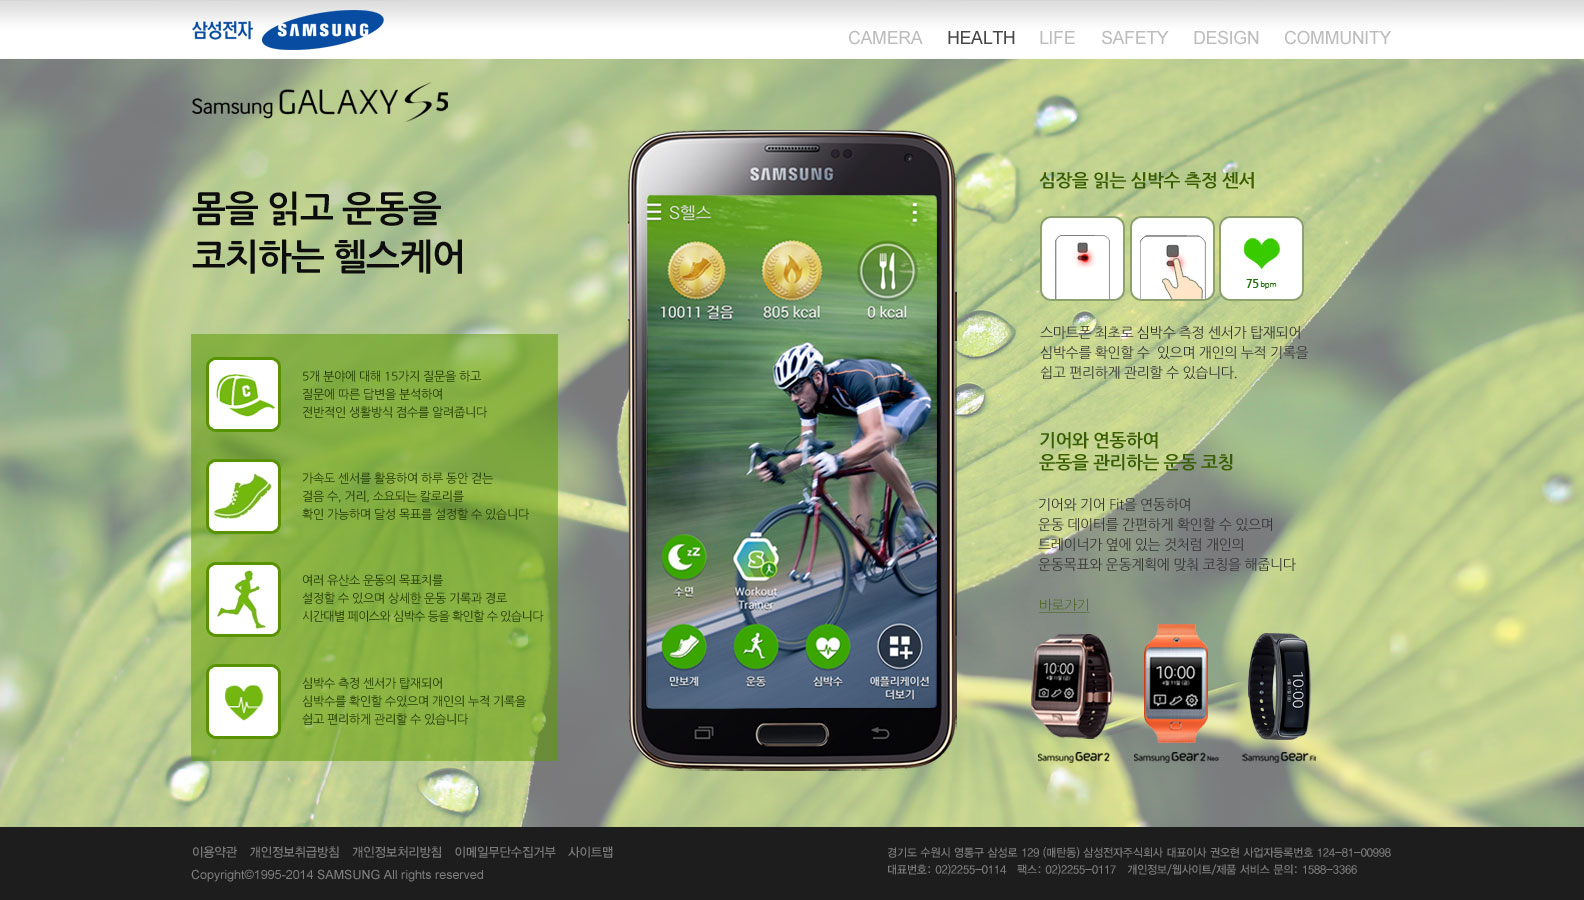 삼성전자 SAMSUNG
CAMERA HEALTH LIFE SAFETY DESIGN COMMUNITY
Samsung GALAXY S5
몸을 읽고 운동을
코치하는 헬스케어
C
5개 분야에 대해 15가지 질문을 하고
질문에 따른 답변을 분석하여
전반적인 생활방식 점수를 알려줍니다
가속도 센서를 활용하여 하루 동안 걷는
걸음 수, 거리, 소요되는 칼로리를
확인 가능하며 달성 목표를 설정할 수 있습니다
여러 유산소 운동의 목표치를
설정할 수 있으며 상세한 운동 기록과 경로
시간대별 페이스와 심박수 등을 확인할 수 있습니다
심박수 측정 센서가 탑재되어
심박수를 확인할 수있으며 개인의 누적 기록을
쉽고 편리하게 관리할 수 있습니다
SAMSUNG
S헬스
10011 걸음 805 kcal 0 kcal
zZ
S
수면 Workout
Trainer
만보계 운동 심박수 애플리케이션
더보기
심장을 읽는 심박수 측정 센서
75 bpm
스마트폰 최초로 심박수 측정 센서가 탑재되어
심박수를 확인할 수 있으며 개인의 누적 기록을
쉽고 편리하게 관리할 수 있습니다.
기어와 연동하여
운동을 관리하는 운동 코칭
기어와 기어 Fit을 연동하여
운동 데이터를 간편하게 확인할 수 있으며
트레이너가 옆에 있는 것처럼 개인의
운동목표와 운동계획에 맞춰 코칭을 해줍니다
바로가기
10:00 10:00 10:00
Samsung Gear 2 Samsung Gear 2 Neo Samsung Gear Fit
이용약관 개인정보취급방침 개인정보처리방침 이메일무단수집거부 사이트맵
Copyright©1995-2014 SAMSUNG All rights reserved
경기도 수원시 영통구 삼성로 129 (매탄동) 삼성전자주식회사 대표이사 권오현 사업자등록번호 124-81-00998
대표번호: 02)2255-0114 팩스: 02)2255-0117 개인정보/웹사이트/제품 서비스 문의: 1588-3366